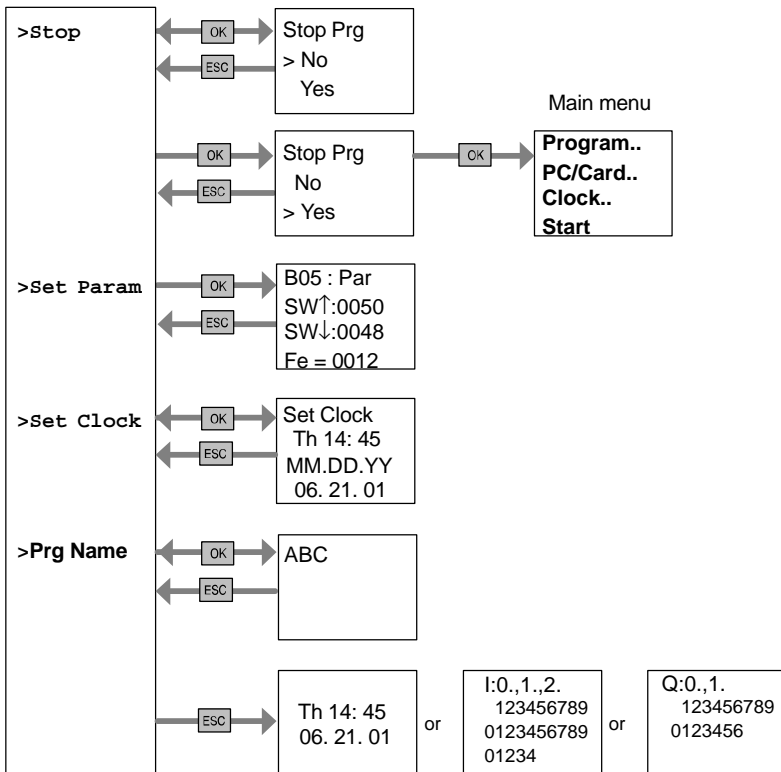 >Stop
OK
ESC
Stop Prg
> No
Yes
OK
ESC
Stop Prg
No
> Yes
OK
Main menu
Program..
PC/Card..
Clock..
Start
>Set Param
OK
ESC
B05 : Par
SW↑:0050
SW↓:0048
Fe = 0012
>Set Clock
OK
ESC
Set Clock
Th 14: 45
MM.DD.YY
06. 21. 01
>Prg Name
OK
ESC
ABC
ESC
Th 14: 45
06. 21. 01
or
I:0.,1.,2.
123456789
0123456789
01234
or
Q:0.,1.
123456789
0123456